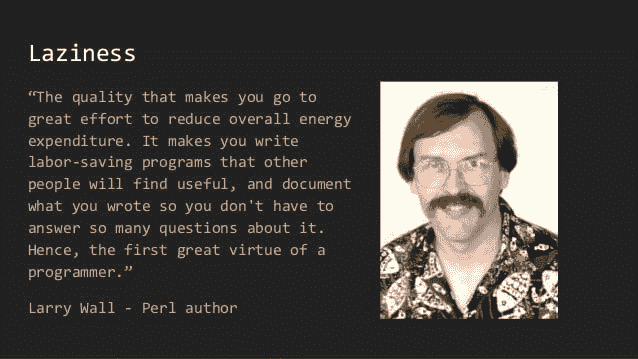 Laziness
“The quality that makes you go to
great effort to reduce overall energy
expenditure. It makes you write
labor-saving programs that other
people will find useful, and document
what you wrote so you don't have to
answer so many questions about it.
Hence, the first great virtue of a
programmer.”
Larry Wall - Perl author